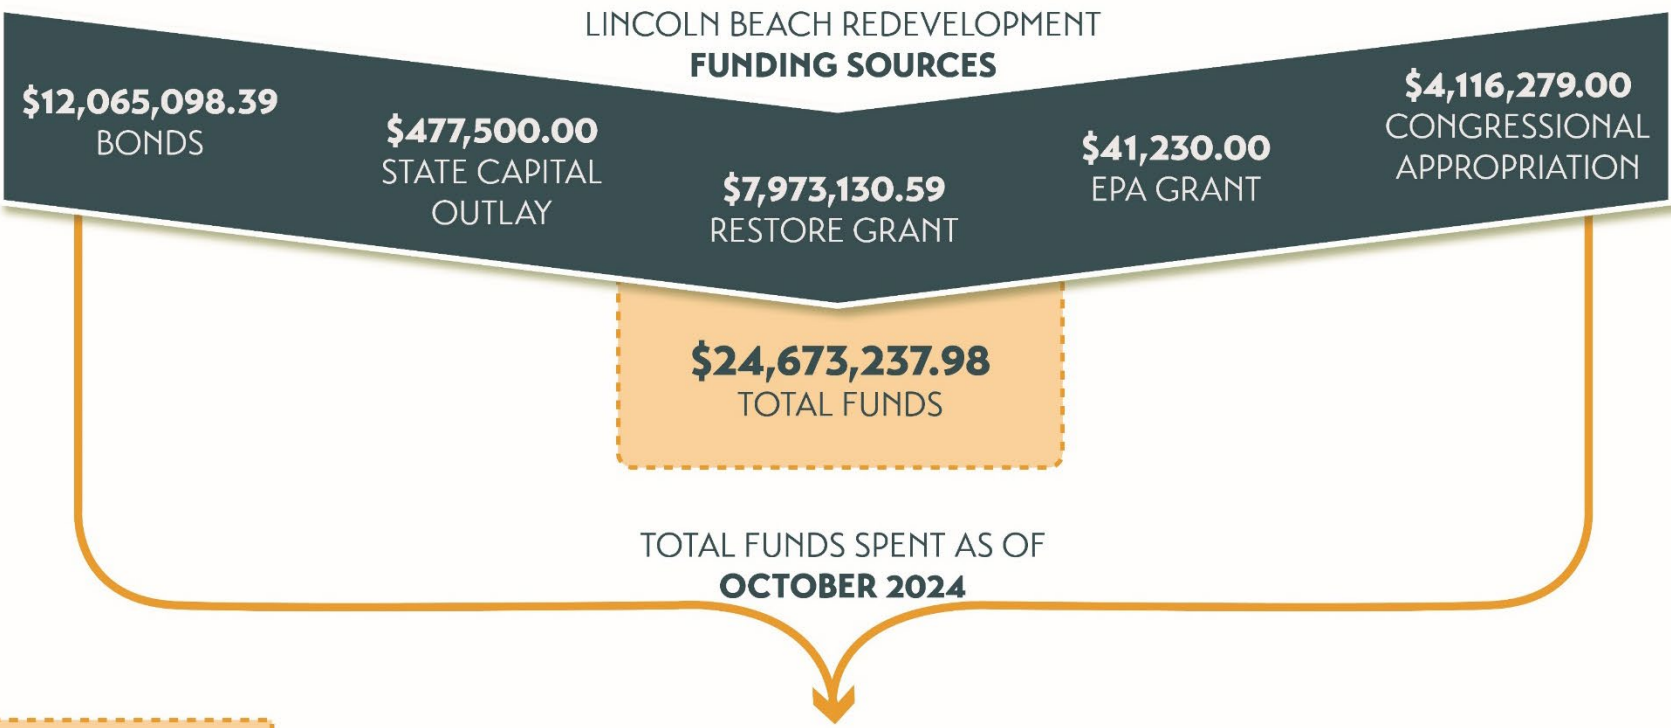 LINCOLN BEACH REDEVELOPMENT
FUNDING SOURCES
$12,065,098.39
BONDS
$477,500.00
STATE CAPITAL
OUTLAY
$7,973,130.59
RESTORE GRANT
$41,230.00
EPA GRANT
$4,116,279.00
CONGRESSIONAL
APPROPRIATION
$24,673,237.98
TOTAL FUNDS
TOTAL FUNDS SPENT AS OF
OCTOBER 2024